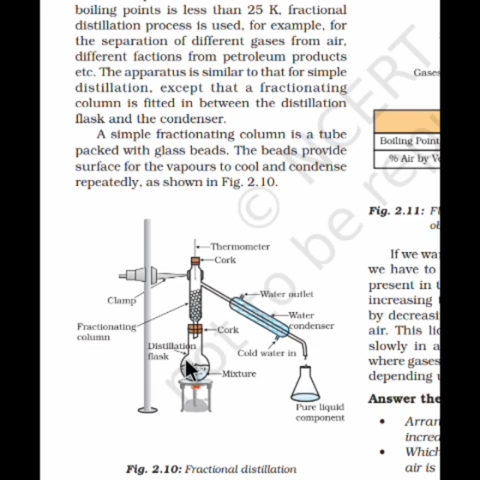 boiling points is less than 25 K, fractional
distillation process is used, for example, for
the separation of different gases from air,
different factions from petroleum products
etc. The apparatus is similar to that for simple
distillation, except that a fractionating
column is fitted in between the distillation
flask and the condenser.
A simple fractionating column is a tube
packed with glass beads. The beads provide
surface for the vapours to cool and condense
repeatedly, as shown in Fig. 2.10.
Thermometer
Cork
Clamp
Water outlet
Water
condenser
Fractionating
column
Cork
Distillation
flask
Cold water in
Mixture
Pure liquid
component
Fig. 2.10: Fractional distillation
Gases
Boiling Point
% Air by
Fig. 2.11:
If we
we have to
present in
increasing
by
air. This
slowly in a
where gases
depending
Answer the
•
•
Which
air is
© NCERT
not to be